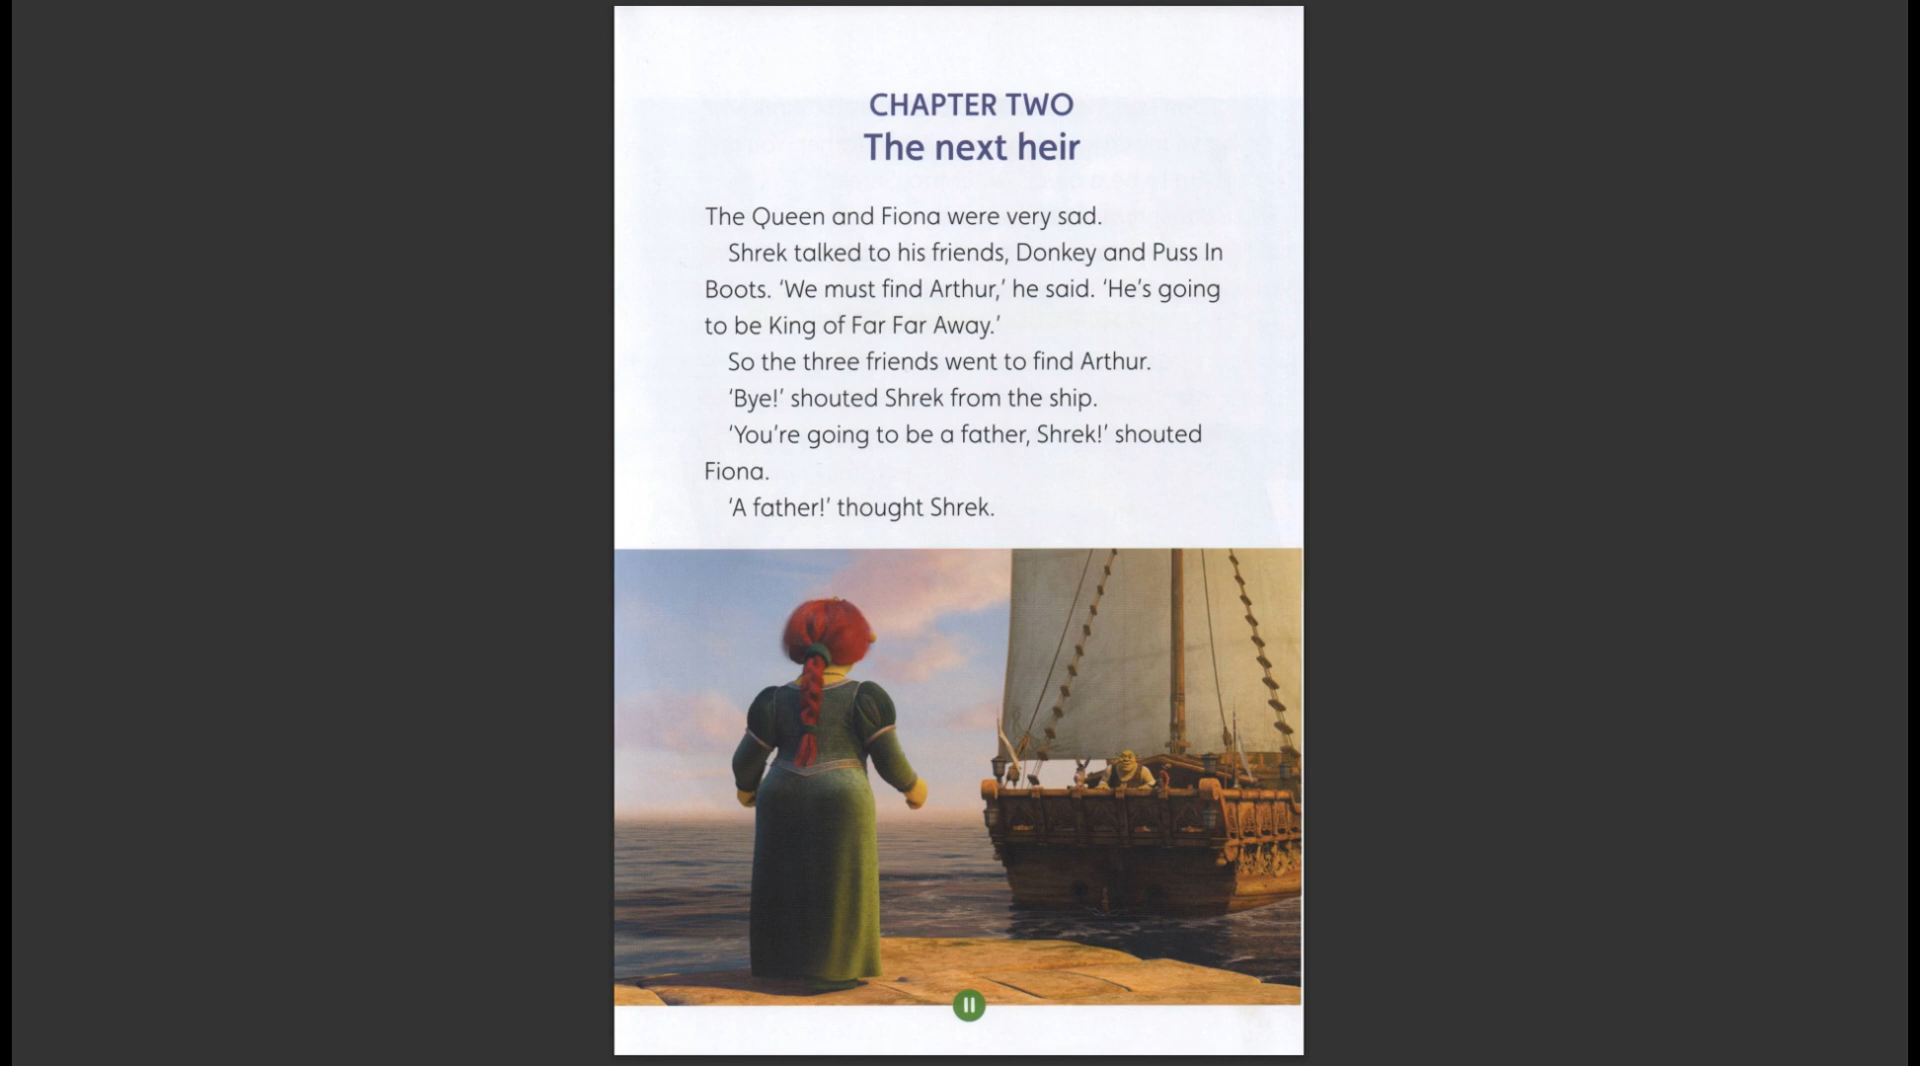 CHAPTER TWO
The next heir
The Queen and Fiona were very sad.
Shrek talked to his friends, Donkey and Puss In
Boots. ‘We must find Arthur,’ he said. ‘He’s going
to be King of Far Far Away.’
So the three friends went to find Arthur.
‘Bye!’ shouted Shrek from the ship.
‘You’re going to be a father, Shrek!’ shouted
Fiona.
‘A father!’ thought Shrek.
11